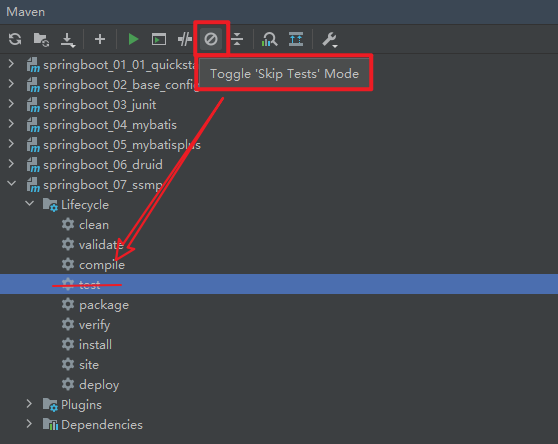 Maven
springboot_01_01_quicksta
Toggle 'Skip Tests' Mode
springboot_02_base_config
springboot_03_junit
springboot_04_mybatis
springboot_05_mybatisplus
springboot_06_druid
springboot_07_ssmp
Lifecycle
clean
validate
compile
test
package
verify
install
site
deploy
Plugins
Dependencies